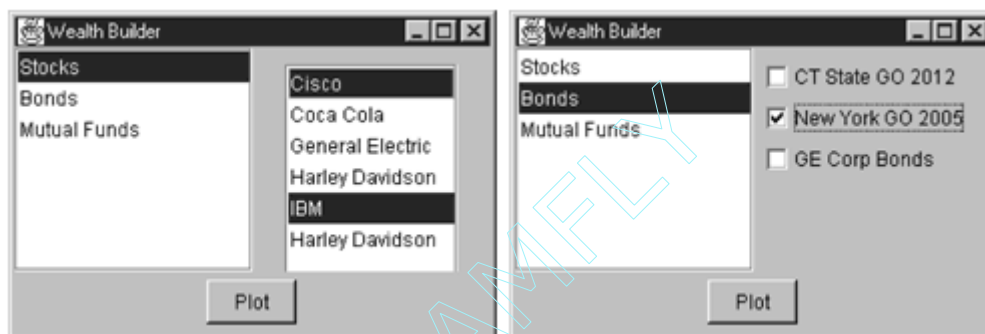 Wealth Builder
Stocks
Bonds
Mutual Funds
Cisco
Coca Cola
General Electric
Harley Davidson
IBM
Harley Davidson
Plot
Wealth Builder
Stocks
Bonds
Mutual Funds
CT State GO 2012
New York GO 2005
GE Corp Bonds
Plot
AMFLY